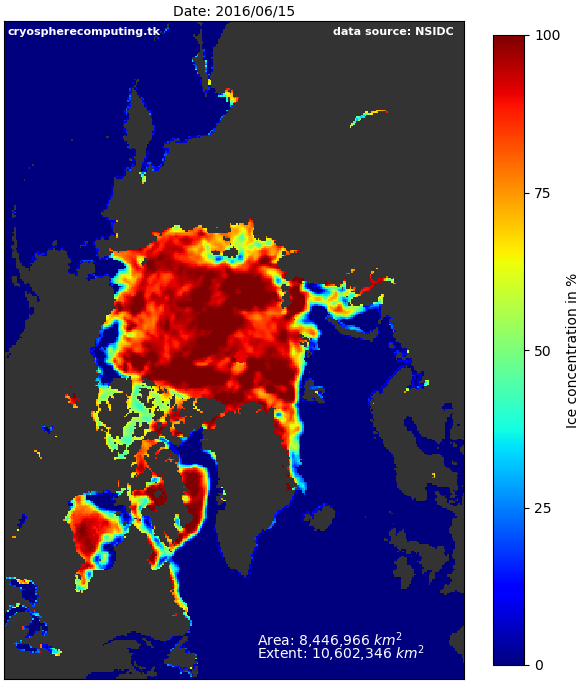 Date: 2016/06/15
cryospherecomputing.tk data source: NSIDC
100
75
50
25
0
Ice concentration in %
Area: 8,446,966 km²
Extent: 10,602,346 km²